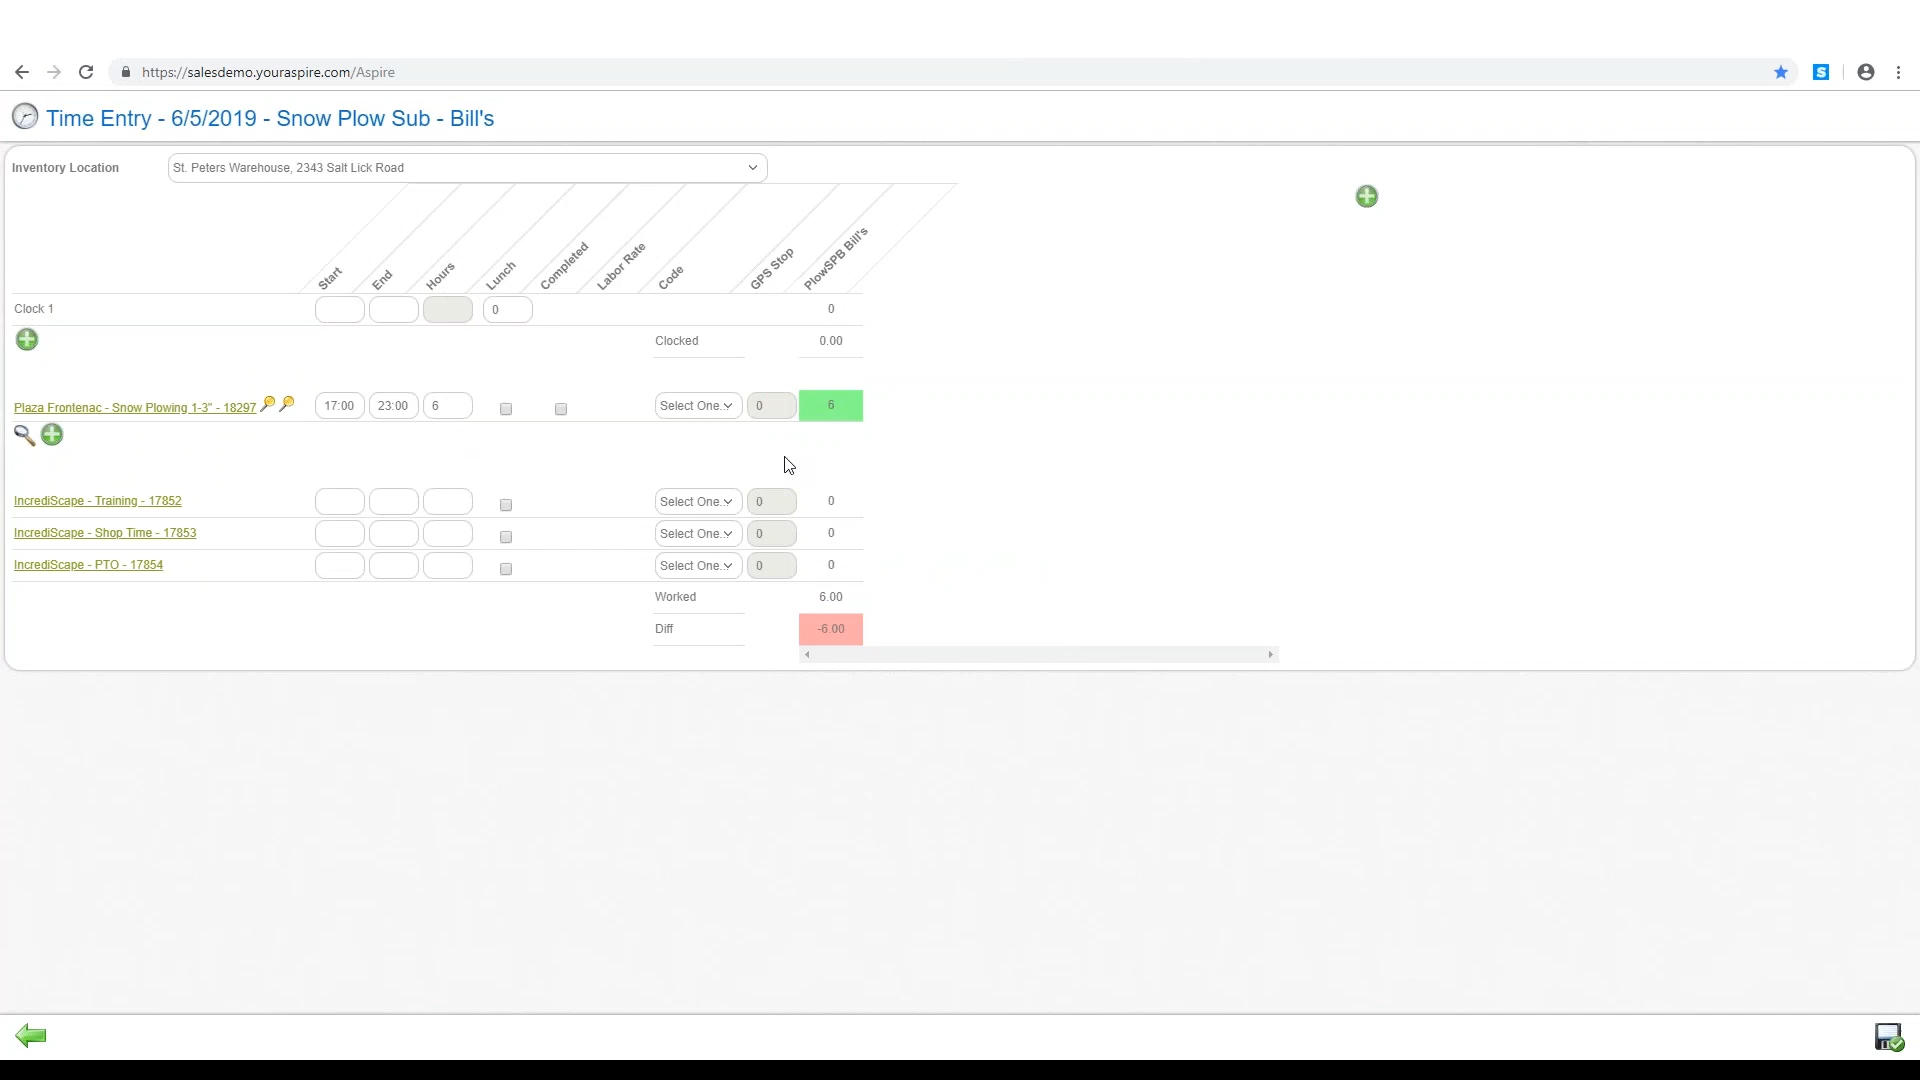 https://salesdemo.youraspire.com/Aspire
S
Time Entry - 6/5/2019 - Snow Plow Sub - Bill's
Inventory Location St. Peters Warehouse, 2343 Salt Lick Road
Start End Hours Lunch Completed Labor Rate Code GPS Stop PlowSPB Bill's
Clock 1 0 0
Clocked 0.00
Plaza Frontenac - Snow Plowing 1-3" - 18297 17:00 23:00 6 Select One.. 0 6
IncrediScape - Training - 17852 Select One.. 0 0
IncrediScape - Shop Time - 17853 Select One.. 0 0
IncrediScape - PTO - 17854 Select One.. 0 0
Worked 6.00
Diff -6.00